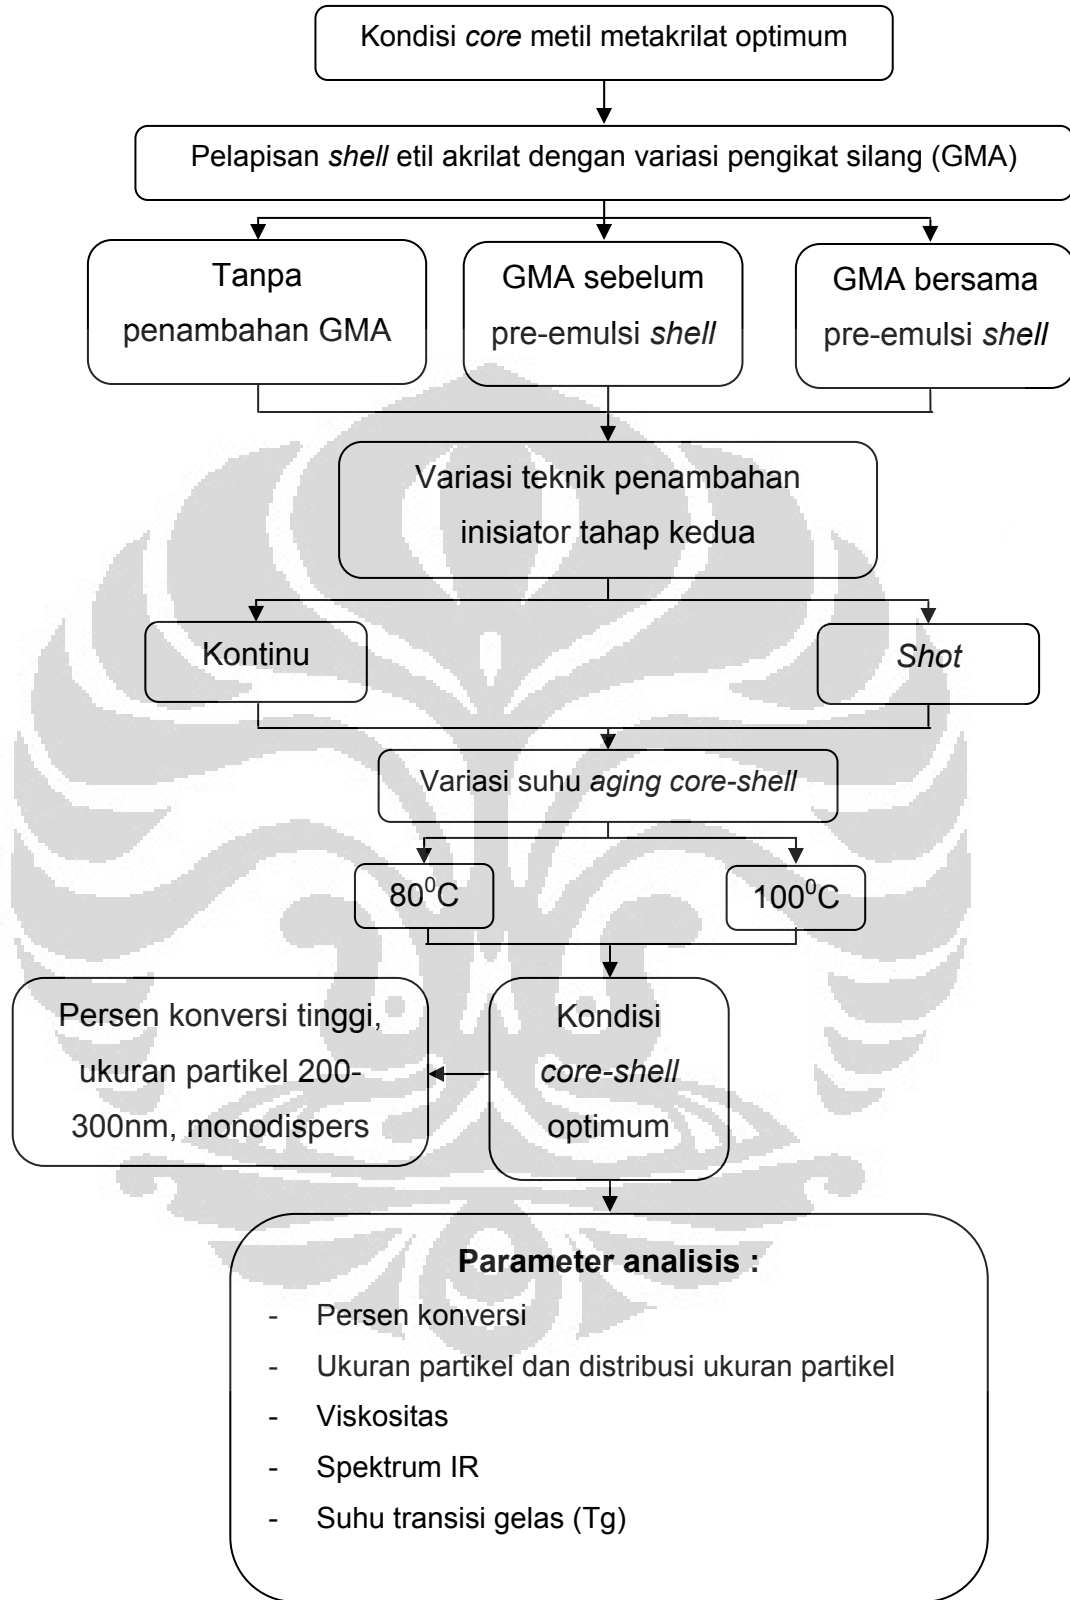 Kondisi core metil metakrilat optimum
Pelapisan shell etil akrilat dengan variasi pengikat silang (GMA)
Tanpa
penambahan GMA
GMA sebelum
pre-emulsi shell
GMA bersama
pre-emulsi shell
Variasi teknik penambahan
inisiator tahap kedua
Kontinu
Shot
Variasi suhu aging core-shell
80⁰C
100⁰C
Persen konversi tinggi,
ukuran partikel 200-
300nm, monodispers
Kondisi
core-shell
optimum
Parameter analisis :
- Persen konversi
- Ukuran partikel dan distribusi ukuran partikel
- Viskositas
- Spektrum IR
- Suhu transisi gelas (Tg)